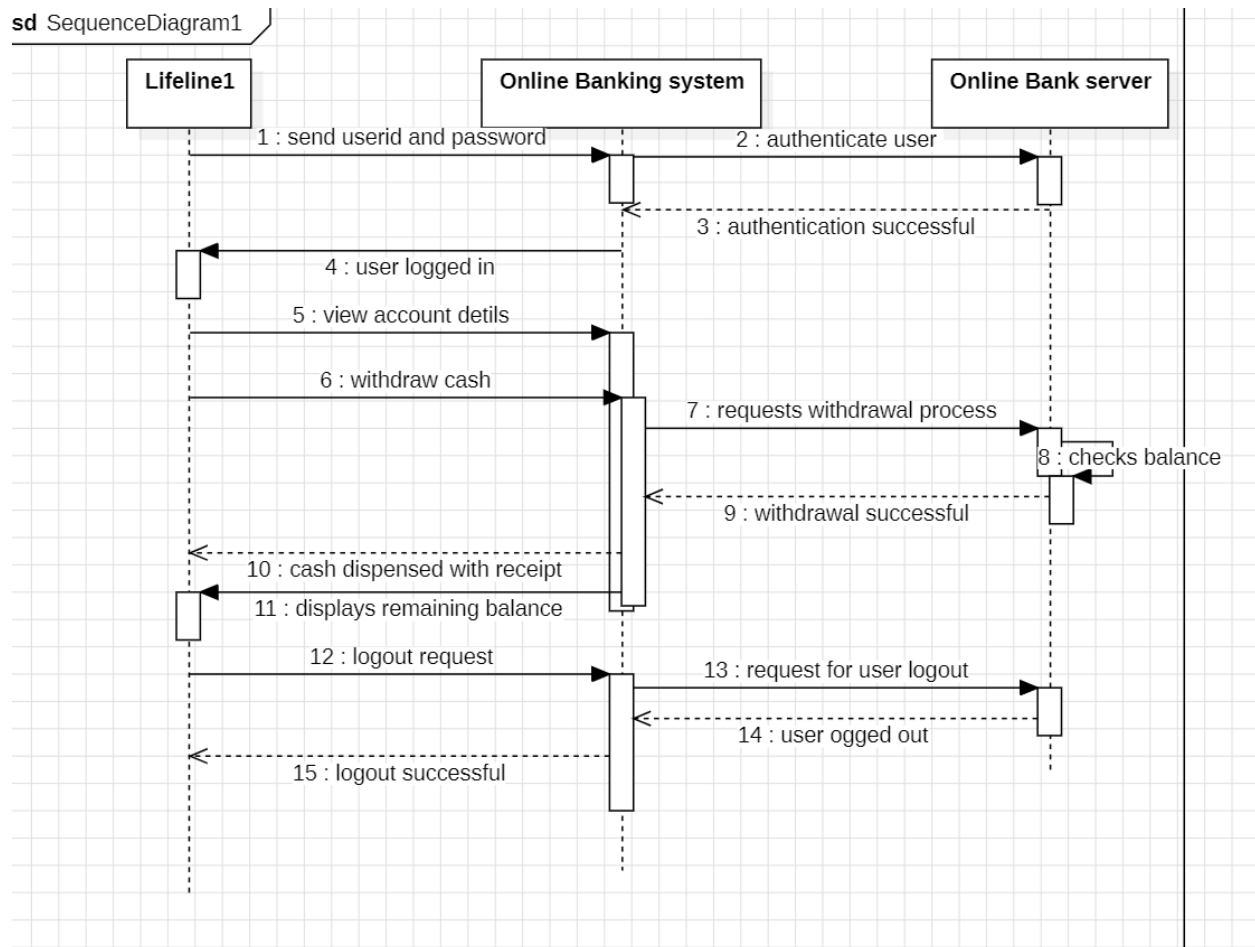 sd SequenceDiagram1
Lifeline1
Online Banking system
Online Bank server
1 : send userid and password
2 : authenticate user
3 : authentication successful
4 : user logged in
5 : view account detils
6 : withdraw cash
7 : requests withdrawal process
8 : checks balance
9 : withdrawal successful
10 : cash dispensed with receipt
11 : displays remaining balance
12 : logout request
13 : request for user logout
14 : user ogged out
15 : logout successful